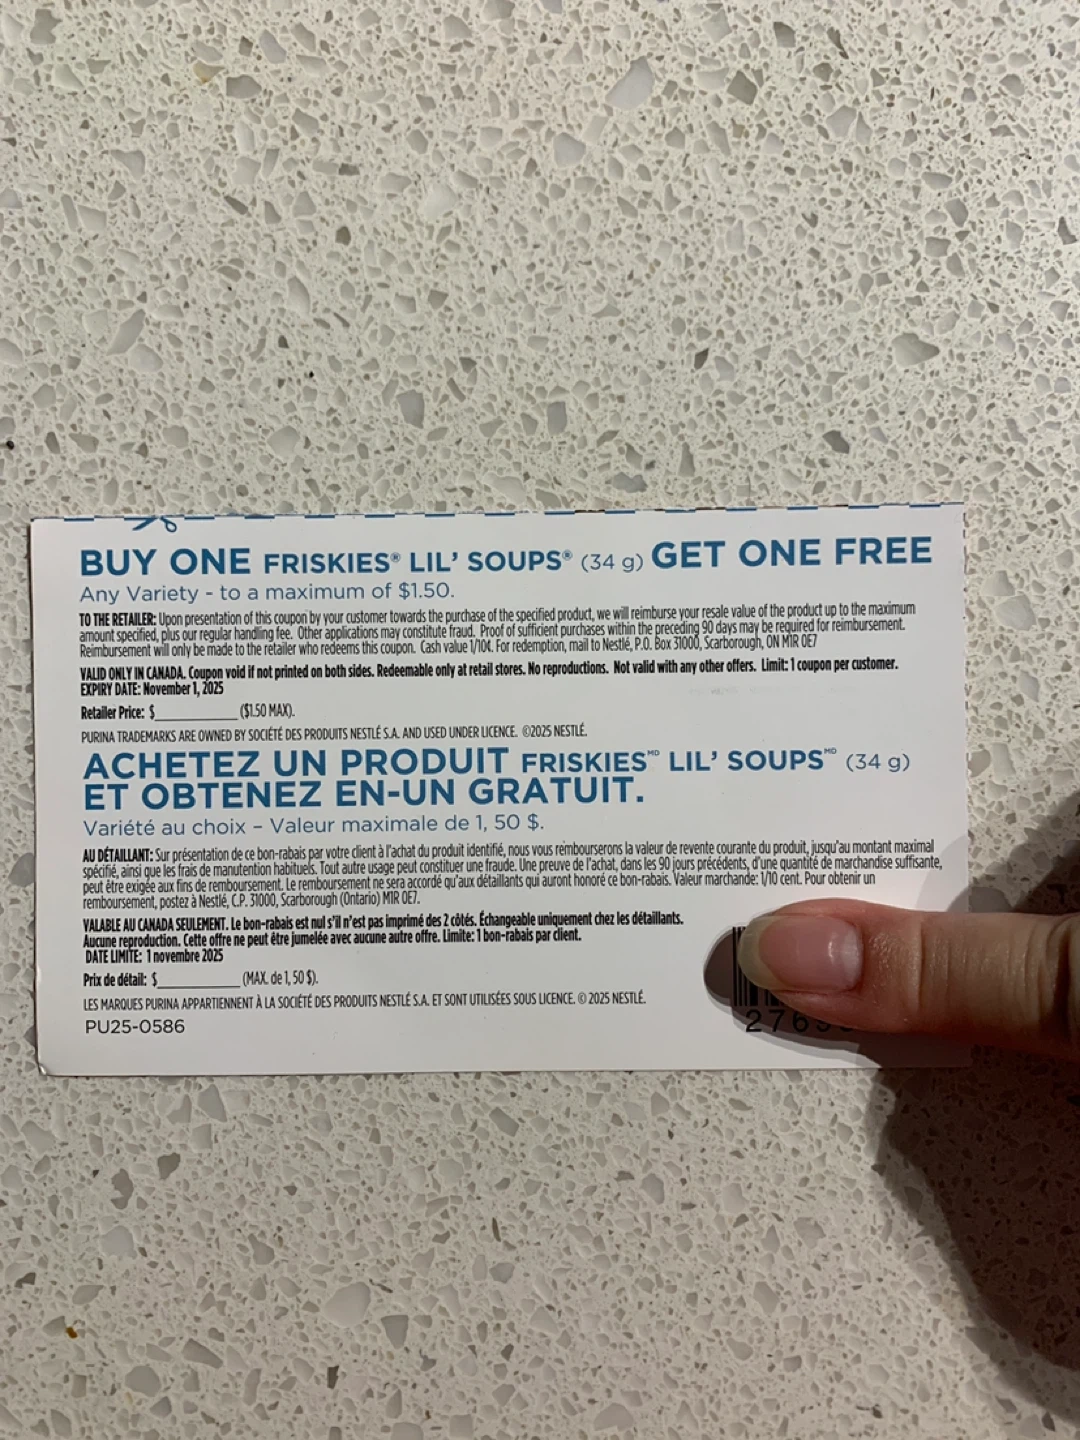 BUY ONE FRISKIES® LIL' SOUPS® (34 g) GET ONE FREE
Any Variety - to a maximum of $1.50.
TO THE RETAILER: Upon presentation of this coupon by your customer towards the purchase of the specified product, we will reimburse your resale value of the product up to the maximum
amount specified, plus our regular handling fee. Other applications may constitute fraud. Proof of sufficient purchases within the preceding 90 days may be required for reimbursement.
Reimbursement will only be made to the retailer who redeems this coupon. Cash value 1/10¢. For redemption, mail to Nestlé, P.O. Box 31000, Scarborough, ON M1R 0E7
VALID ONLY IN CANADA. Coupon void if not printed on both sides. Redeemable only at retail stores. No reproductions. Not valid with any other offers. Limit: 1 coupon per customer.
EXPIRY DATE: November 1, 2025
Retailer Price: $____________ ($1.50 MAX).
PURINA TRADEMARKS ARE OWNED BY SOCIÉTÉ DES PRODUITS NESTLÉ S.A. AND USED UNDER LICENCE. ©2025 NESTLÉ.
ACHETEZ UN PRODUIT FRISKIES MD LIL' SOUPS MD (34 g)
ET OBTENEZ EN-UN GRATUIT.
Variété au choix – Valeur maximale de 1, 50 $.
AU DÉTAILLANT: Sur présentation de ce bon-rabais par votre client à l'achat du produit identifié, nous vous rembourserons la valeur de revente courante du produit, jusqu'au montant maximal
spécifié, ainsi que les frais de manutention habituels. Tout autre usage peut constituer une fraude. Une preuve de l'achat, dans les 90 jours précédents, d'une quantité de marchandise suffisante,
peut être exigée aux fins de remboursement. Le remboursement ne sera accordé qu'aux détaillants qui auront honoré ce bon-rabais. Valeur marchande: 1/10 cent. Pour obtenir un
remboursement, postez à Nestlé, C.P. 31000, Scarborough (Ontario) M1R 0E7.
VALABLE AU CANADA SEULEMENT. Le bon-rabais est nul s'il n'est pas imprimé des 2 côtés. Échangeable uniquement chez les détaillants.
Aucune reproduction. Cette offre ne peut être jumelée avec aucune autre offre. Limite: 1 bon-rabais par client.
DATE LIMITE: 1 novembre 2025
Prix de détail: $____________ (MAX. de 1, 50 $).
LES MARQUES PURINA APPARTIENNENT À LA SOCIÉTÉ DES PRODUITS NESTLÉ S.A. ET SONT UTILISÉES SOUS LICENCE. © 2025 NESTLÉ.
PU25-0586